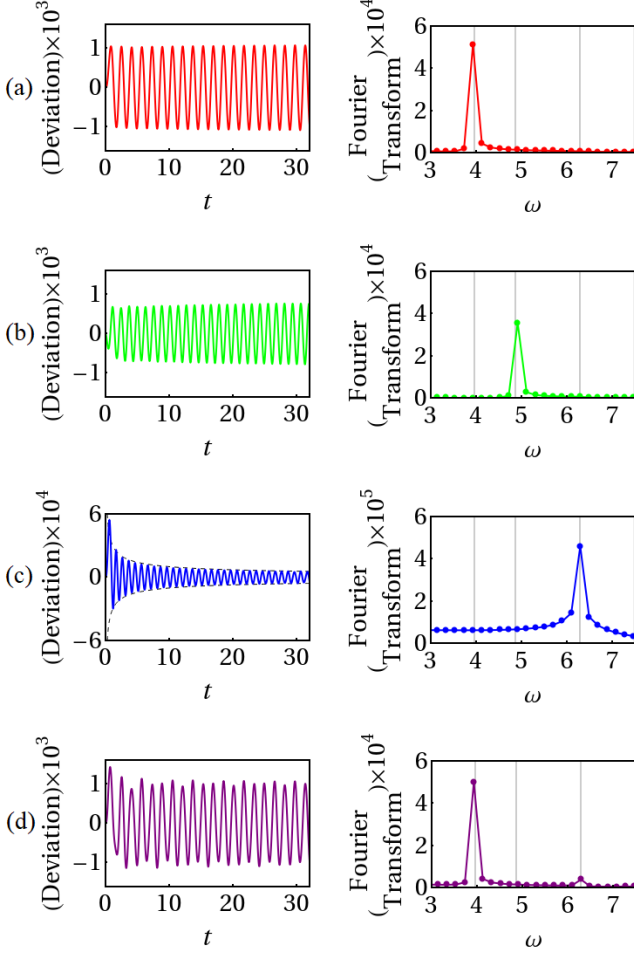 (a)
(Deviation)×10³
1
0
−1
0 10 20 30
t
(Fourier Transform)×10⁴
6
4
2
0
3 4 5 6 7
ω
(b)
(Deviation)×10³
1
0
−1
0 10 20 30
t
(Fourier Transform)×10⁴
6
4
2
0
3 4 5 6 7
ω
(c)
(Deviation)×10⁴
6
0
−6
0 10 20 30
t
(Fourier Transform)×10⁵
6
4
2
0
3 4 5 6 7
ω
(d)
(Deviation)×10³
1
0
−1
0 10 20 30
t
(Fourier Transform)×10⁴
6
4
2
0
3 4 5 6 7
ω